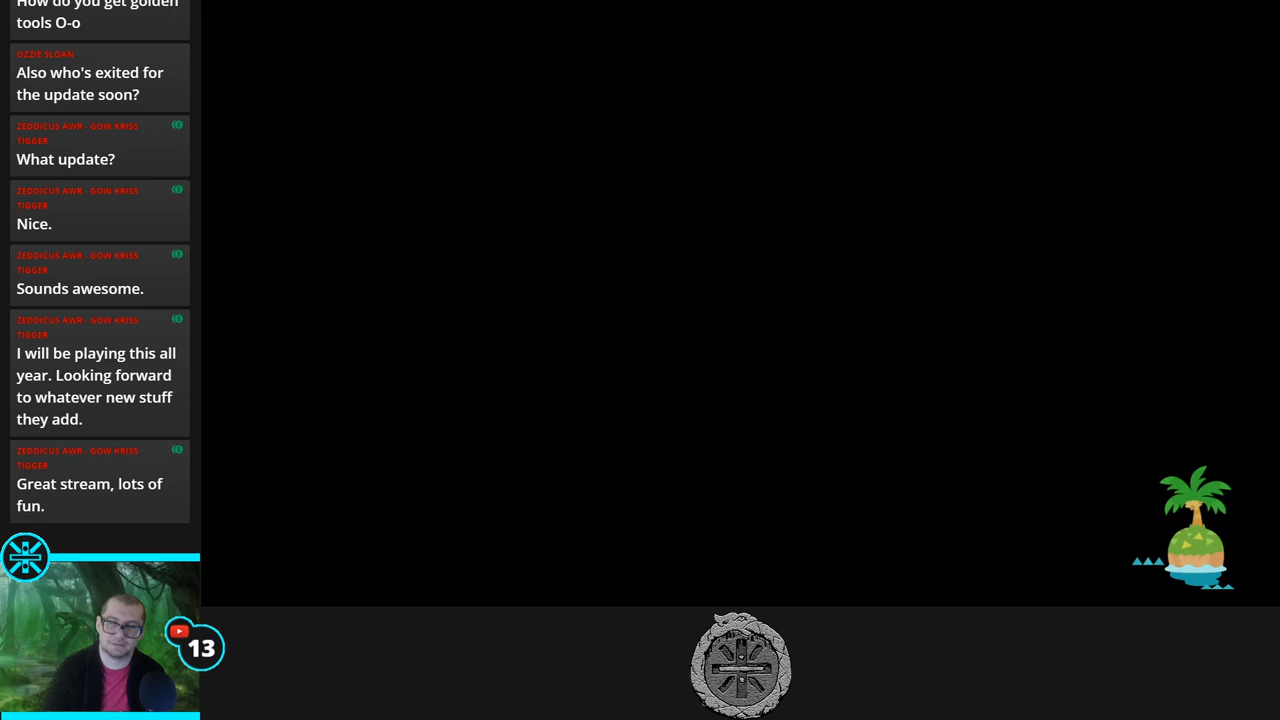 How do you get golden
tools O-o
OZZIE SLOAN
Also who's exited for
the update soon?
ZEDDICUS AWR - GOW KRISS
TIGGER
What update?
ZEDDICUS AWR - GOW KRISS
TIGGER
Nice.
ZEDDICUS AWR - GOW KRISS
TIGGER
Sounds awesome.
ZEDDICUS AWR - GOW KRISS
TIGGER
I will be playing this all
year. Looking forward
to whatever new stuff
they add.
ZEDDICUS AWR - GOW KRISS
TIGGER
Great stream, lots of
fun.
13